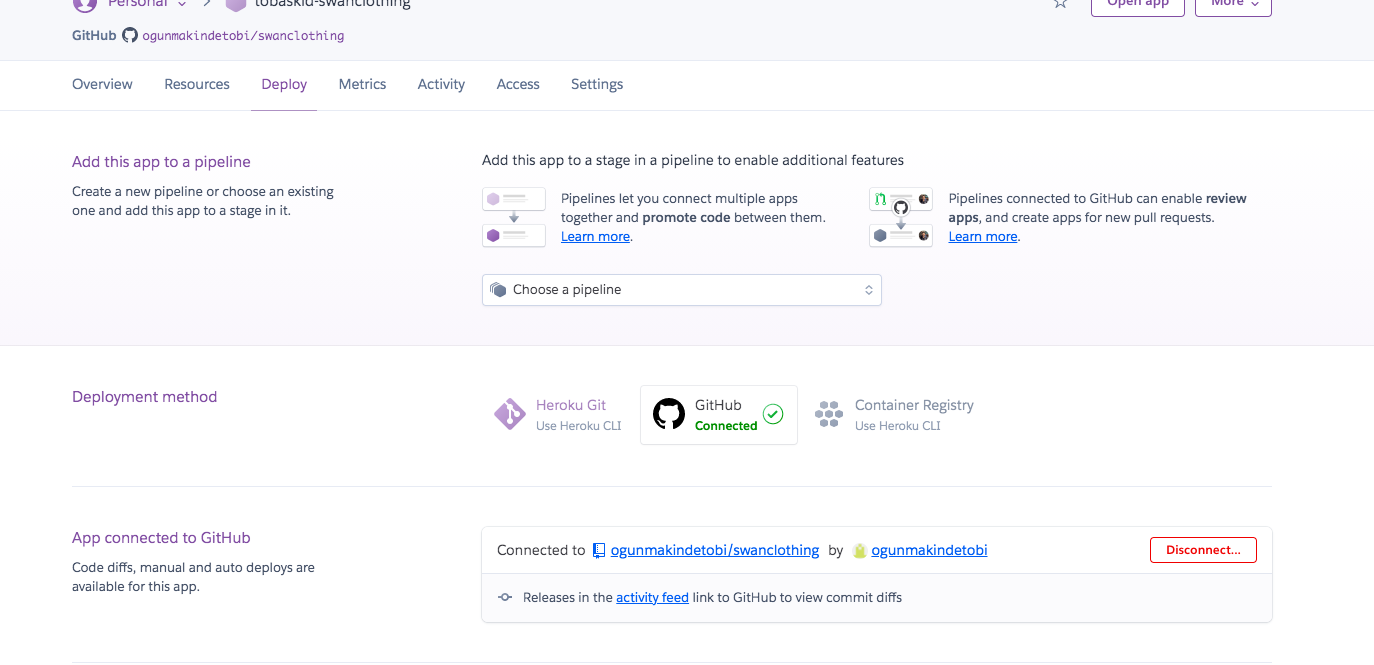 Personal
tobaskid-swanclothing
Open app
More
GitHub ogunmakindetobi/swanclothing
Overview Resources Deploy Metrics Activity Access Settings
Add this app to a pipeline
Create a new pipeline or choose an existing
one and add this app to a stage in it.
Add this app to a stage in a pipeline to enable additional features
Pipelines let you connect multiple apps
together and promote code between them.
Learn more.
Pipelines connected to GitHub can enable review
apps, and create apps for new pull requests.
Learn more.
Choose a pipeline
Deployment method
Heroku Git
Use Heroku CLI
GitHub
Connected
Container Registry
Use Heroku CLI
App connected to GitHub
Code diffs, manual and auto deploys are
available for this app.
Connected to ogunmakindetobi/swanclothing by ogunmakindetobi
Disconnect...
Releases in the activity feed link to GitHub to view commit diffs